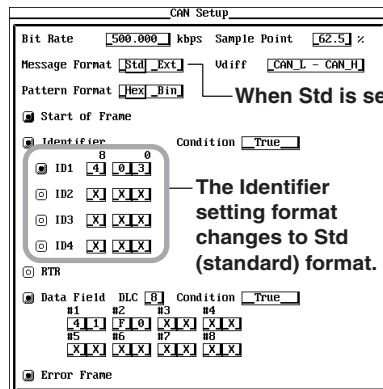 CAN Setup
Bit Rate 500.000 kbps Sample Point 62.5 %
Message Format Std Ext Vdiff CAN_L - CAN_H
Pattern Format Hex Bin
When Std is se
Start of Frame
Identifier Condition True
8 0
ID1 4 0 3
ID2 X X X
ID3 X X X
ID4 X X X
The Identifier
setting format
changes to Std
(standard) format.
RTR
Data Field DLC 8 Condition True
#1 #2 #3 #4
4 1 F 0 X X X X
#5 #6 #7 #8
X X X X X X X X
Error Frame